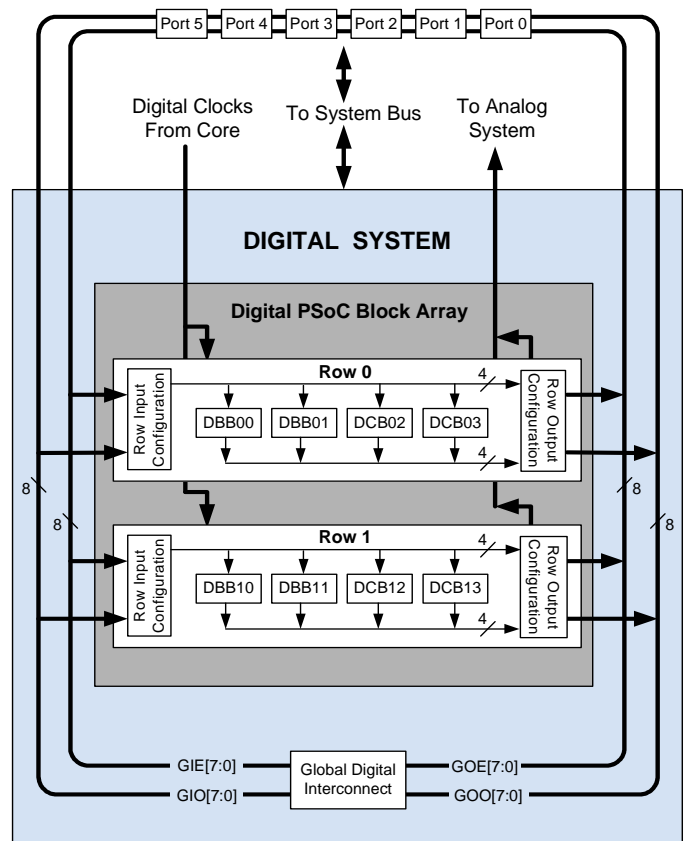 Port 5 Port 4 Port 3 Port 2 Port 1 Port 0
Digital Clocks
From Core
To System Bus
To Analog
System
DIGITAL SYSTEM
Digital PSoC Block Array
Row 0
4
Row Input
Configuration
DBB00 DBB01 DCB02 DCB03
4
Row Output
Configuration
8
8
8
8
Row 1
4
Row Input
Configuration
DBB10 DBB11 DCB12 DCB13
4
Row Output
Configuration
GIE[7:0]
GIO[7:0]
Global Digital
Interconnect
GOE[7:0]
GOO[7:0]